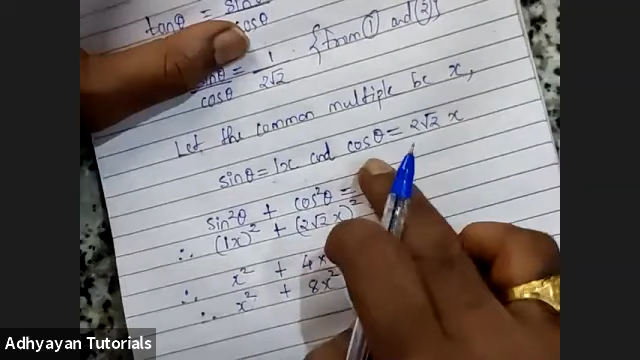 tanθ = sinθ/cosθ
sinθ/cosθ = 1/2√2 {from ① and ②}
Let the common multiple be x,
sinθ = 1x and cosθ = 2√2 x
sin²θ + cos²θ =
∴ (1x)² + (2√2 x)²
∴ x² + 4x
∴ x² + 8x²
Adhyayan Tutorials